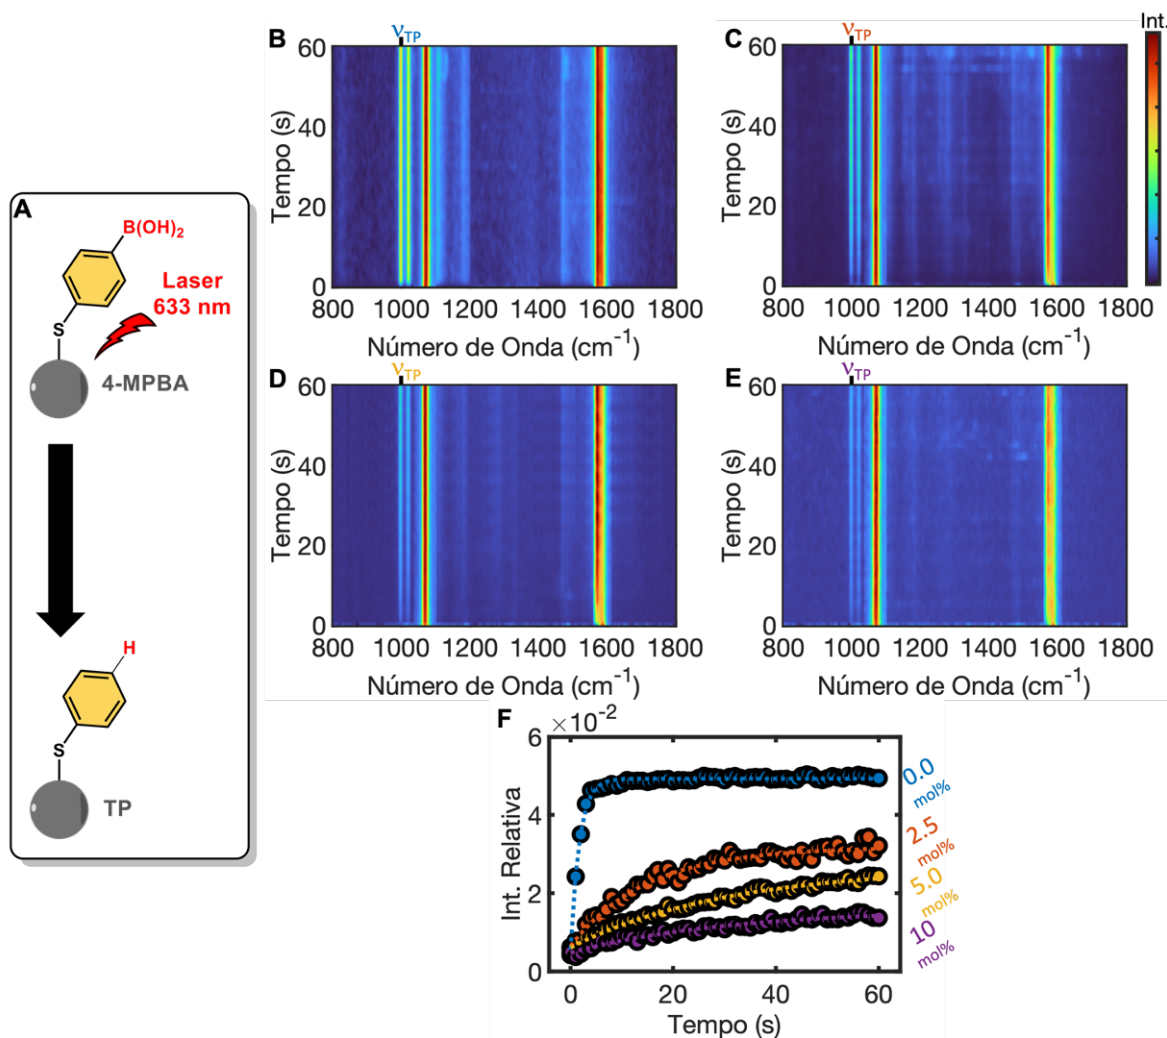 A
B(OH)₂
Laser
633 nm
S
4-MPBA
H
S
TP
B
νTP
60
40
20
0
Tempo (s)
800 1000 1200 1400 1600 1800
Número de Onda (cm⁻¹)
C
νTP
Int.
60
40
20
0
Tempo (s)
800 1000 1200 1400 1600 1800
Número de Onda (cm⁻¹)
D
νTP
60
40
20
0
Tempo (s)
800 1000 1200 1400 1600 1800
Número de Onda (cm⁻¹)
E
νTP
60
40
20
0
Tempo (s)
800 1000 1200 1400 1600 1800
Número de Onda (cm⁻¹)
F
×10⁻²
6
4
2
0
Int. Relativa
0 20 40 60
Tempo (s)
0.0
mol%
2.5
mol%
5.0
mol%
10
mol%